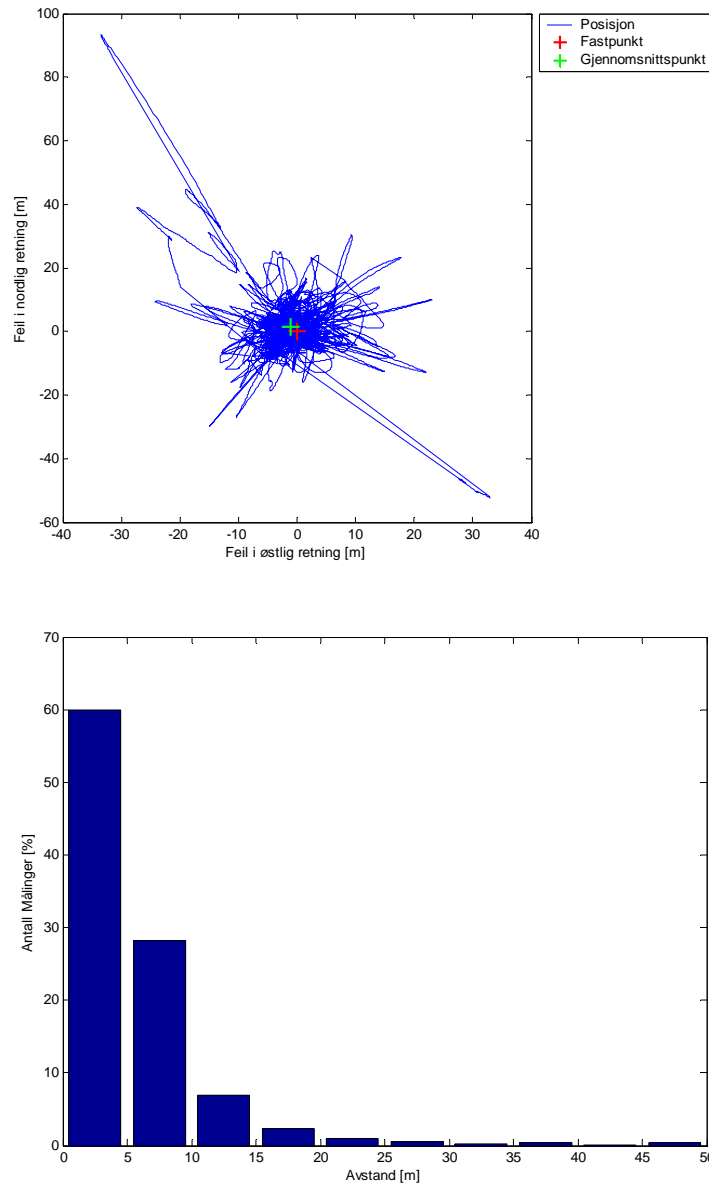 100
80
60
40
20
0
-20
-40
-60
-40 -30 -20 -10 0 10 20 30 40
Feil i nordlig retning [m]
Feil i østlig retning [m]
Posisjon
Fastpunkt
Gjennomsnittspunkt
70
60
50
40
30
20
10
0
0 5 10 15 20 25 30 35 40 45 50
Antall Målinger [%]
Avstand [m]